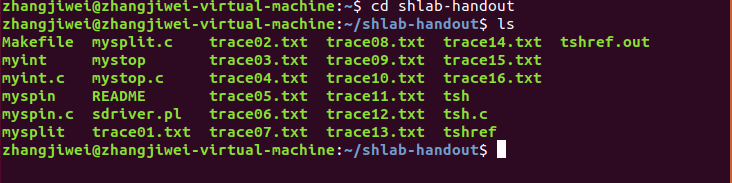 zhangjiwei@zhangjiwei-virtual-machine:~$ cd shlab-handout
zhangjiwei@zhangjiwei-virtual-machine:~/shlab-handout$ ls
Makefile  mysplit.c    trace02.txt  trace08.txt  trace14.txt  tshref.out
myint     mystop       trace03.txt  trace09.txt  trace15.txt
myint.c   mystop.c     trace04.txt  trace10.txt  trace16.txt
myspin    README       trace05.txt  trace11.txt  tsh
myspin.c  sdriver.pl   trace06.txt  trace12.txt  tsh.c
mysplit   trace01.txt  trace07.txt  trace13.txt  tshref
zhangjiwei@zhangjiwei-virtual-machine:~/shlab-handout$